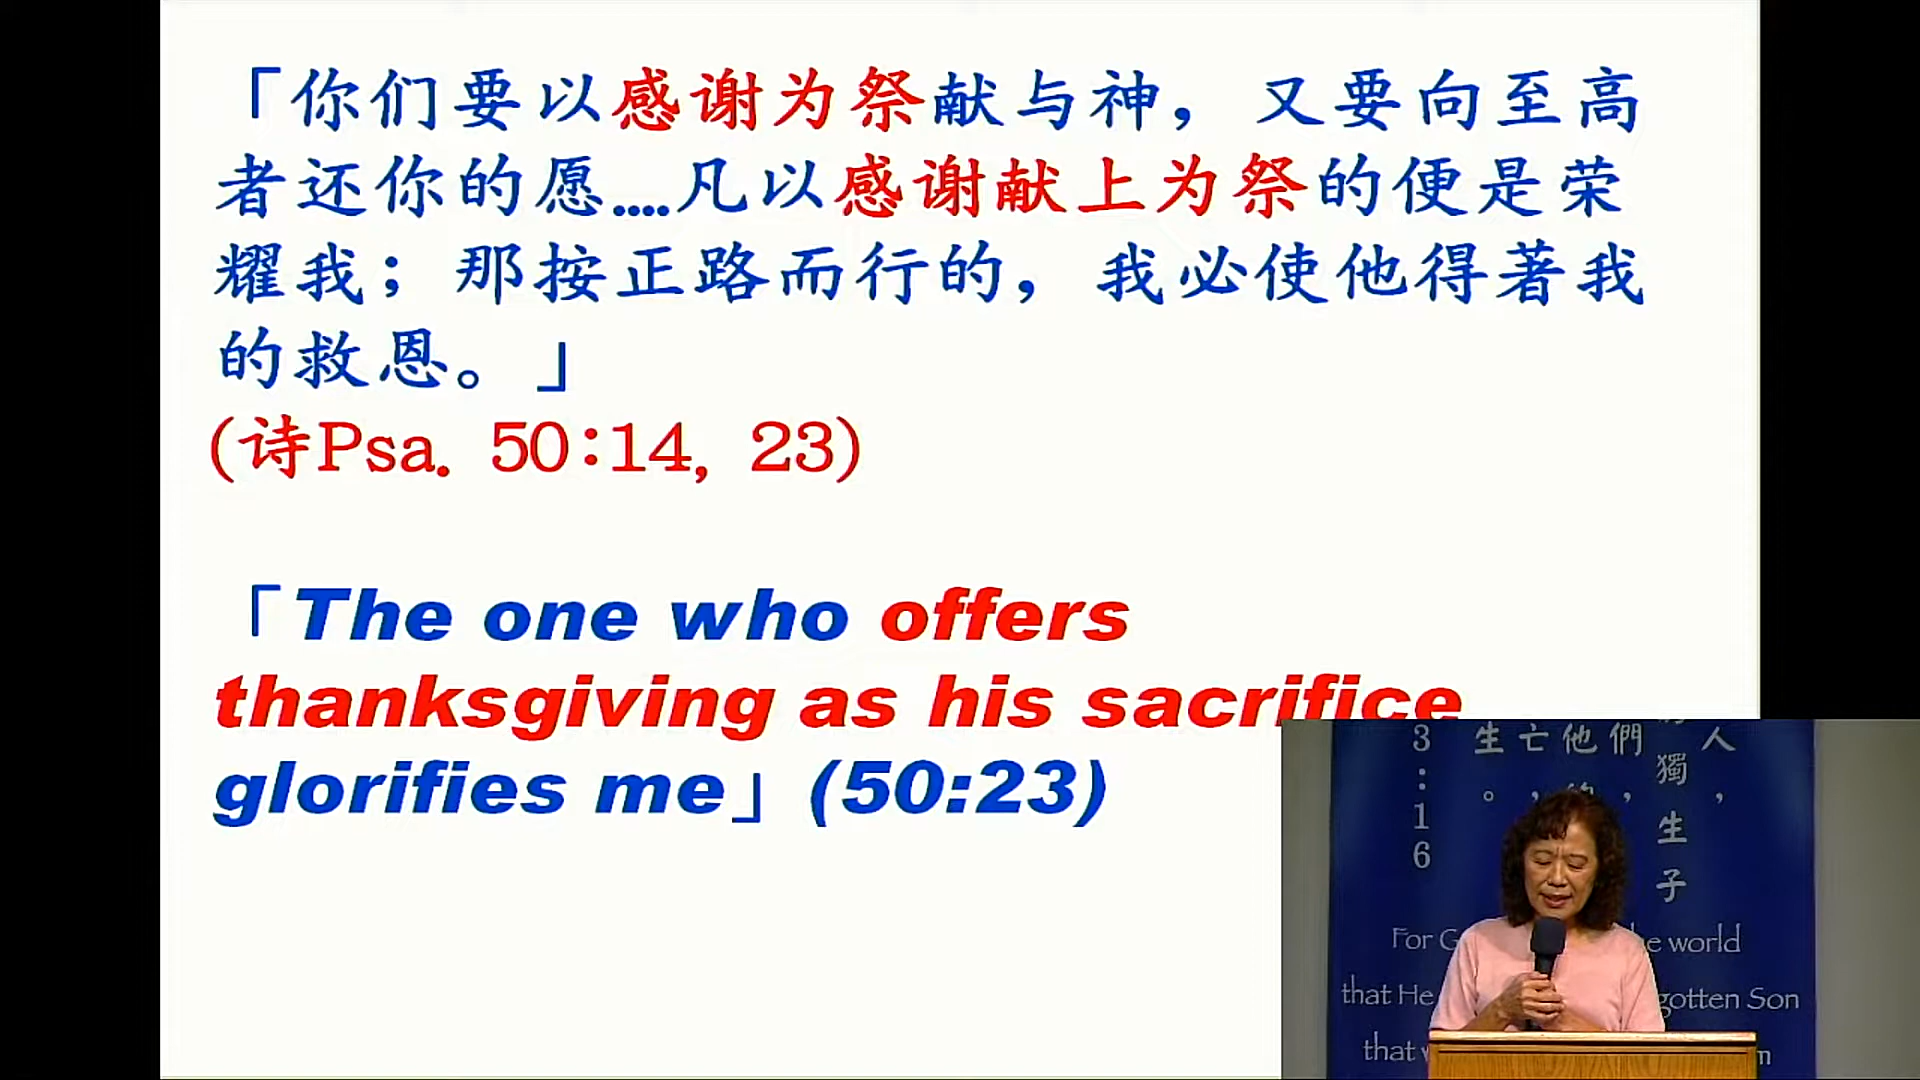 「你们要以感谢为祭献与神，又要向至高
者还你的愿....凡以感谢献上为祭的便是荣
耀我；那按正路而行的，我必使他得著我
的救恩。」
(诗Psa. 50:14, 23)
「The one who offers
thanksgiving as his sacrifice
glorifies me」(50:23)
人，
獨生子
他們，
亡
生。
3:16
For G he world
that He gotten Son
that